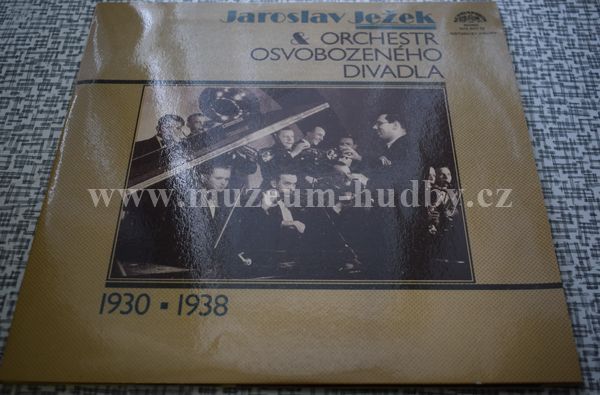 Jaroslav Ježek
& ORCHESTR
OSVOBOZENÉHO
DIVADLA
www.muzeum-hudby.cz
1930 ▪ 1938